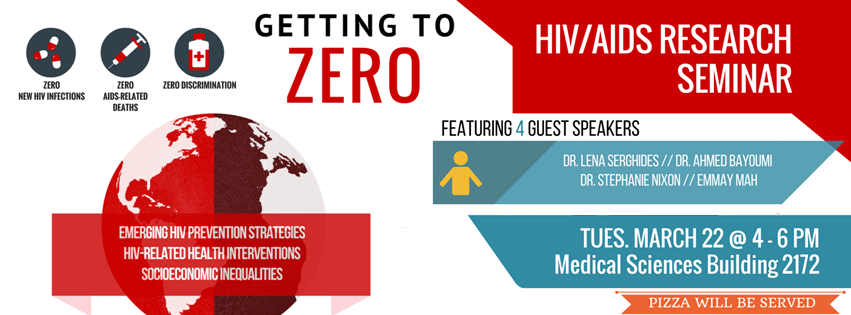 GETTING TO
ZERO
ZERO
NEW HIV INFECTIONS
ZERO
AIDS-RELATED
DEATHS
ZERO DISCRIMINATION
EMERGING HIV PREVENTION STRATEGIES
HIV-RELATED HEALTH INTERVENTIONS
SOCIOECONOMIC INEQUALITIES
HIV/AIDS RESEARCH
SEMINAR
FEATURING 4 GUEST SPEAKERS
DR. LENA SERGHIDES // DR. AHMED BAYOUMI
DR. STEPHANIE NIXON // EMMAY MAH
TUES. MARCH 22 @ 4 - 6 PM
Medical Sciences Building 2172
PIZZA WILL BE SERVED